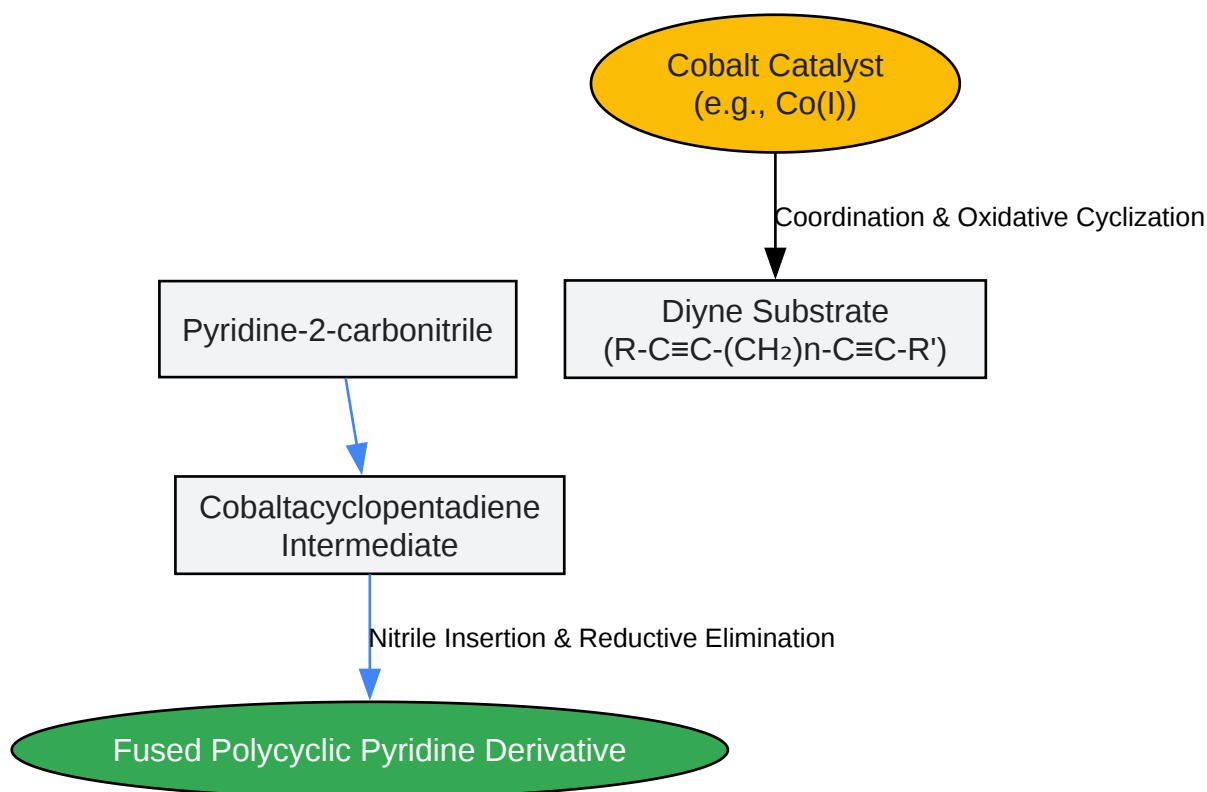 Cobalt Catalyst
(e.g., Co(I))
Coordination & Oxidative Cyclization
Pyridine-2-carbonitrile
Diyne Substrate
(R-C≡C-(CH₂)n-C≡C-R')
Cobaltacyclopentadiene
Intermediate
Nitrile Insertion & Reductive Elimination
Fused Polycyclic Pyridine Derivative